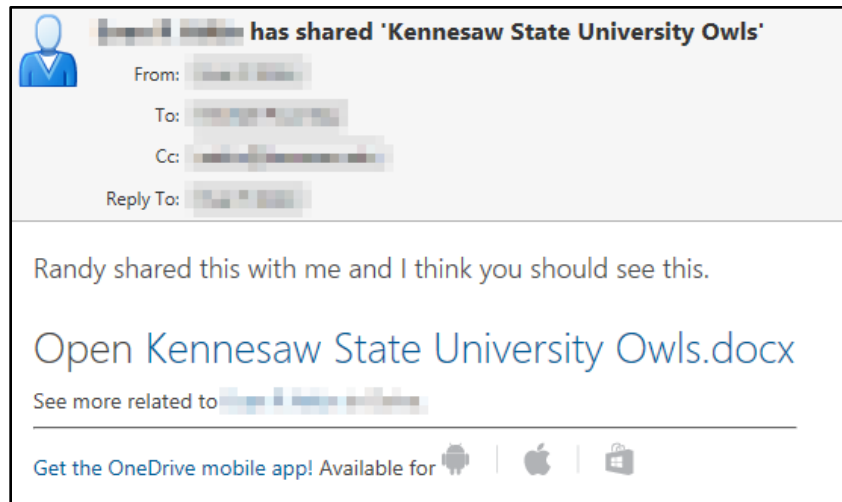 has shared 'Kennesaw State University Owls'
From:
To:
Cc:
Reply To:
Randy shared this with me and I think you should see this.
Open Kennesaw State University Owls.docx
See more related to
Get the OneDrive mobile app! Available for